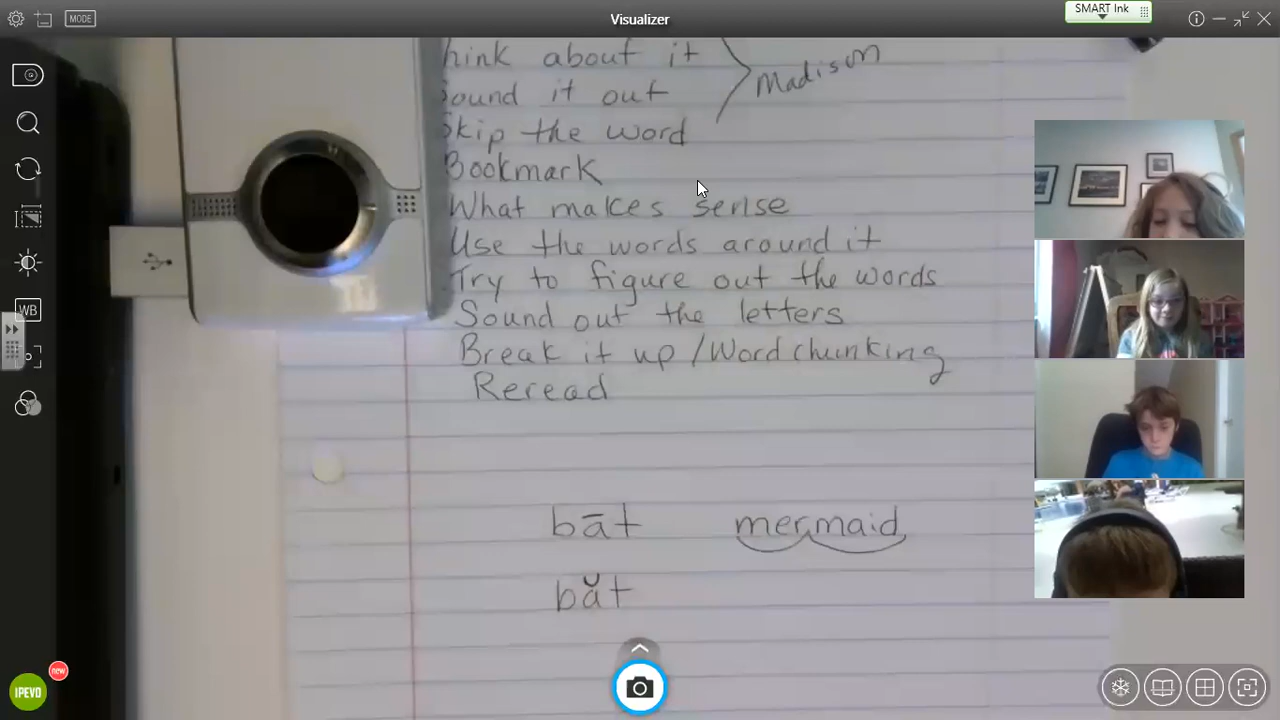 MODE
Visualizer
SMART Ink
hink about it
ound it out
Madison
Skip the word
Bookmark
What makes sense
Use the words around it
Try to figure out the words
Sound out the letters
Break it up /Word chunking
Reread
bāt mermaid
băt
WB
new
IPEVO